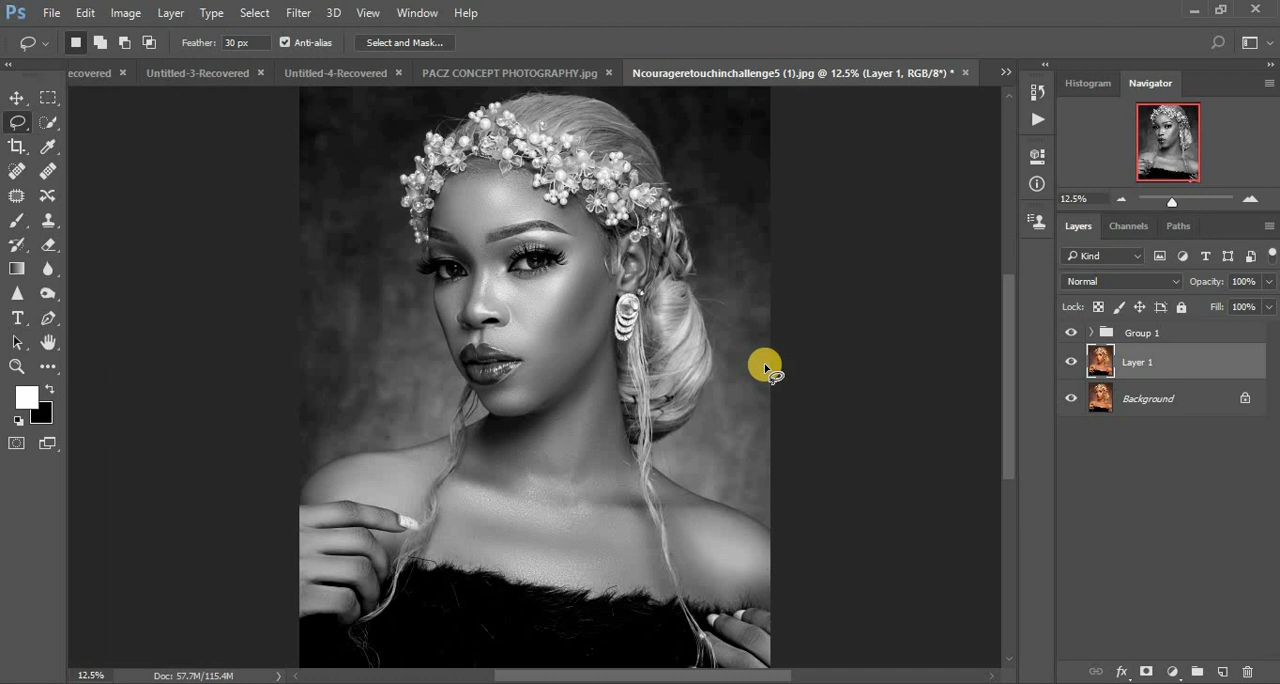 Ps File Edit Image Layer Type Select Filter 3D View Window Help
Feather: 30 px Anti-alias Select and Mask...
ecovered × Untitled-3-Recovered × Untitled-4-Recovered × PACZ CONCEPT PHOTOGRAPHY.jpg × Ncourageretouchinchallenge5 (1).jpg @ 12.5% (Layer 1, RGB/8*) * ×
Histogram Navigator
12.5%
Layers Channels Paths
Kind
Normal Opacity: 100%
Lock: Fill: 100%
Group 1
Layer 1
Background
12.5% Doc: 57.7M/115.4M